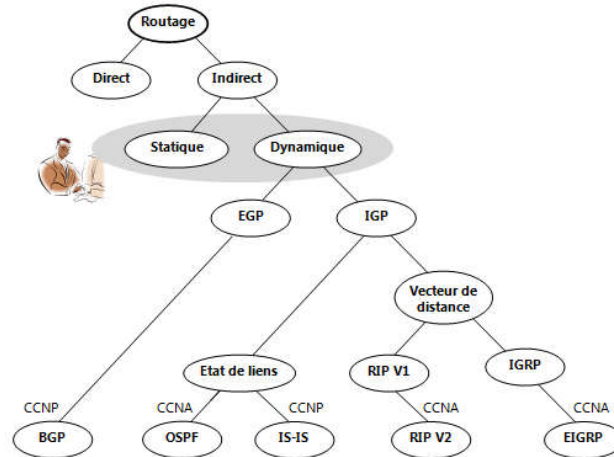 Routage
Direct
Indirect
Statique
Dynamique
EGP
IGP
Vecteur de
distance
Etat de liens
RIP V1
IGRP
CCNP
CCNA
CCNP
CCNA
CCNA
BGP
OSPF
IS-IS
RIP V2
EIGRP